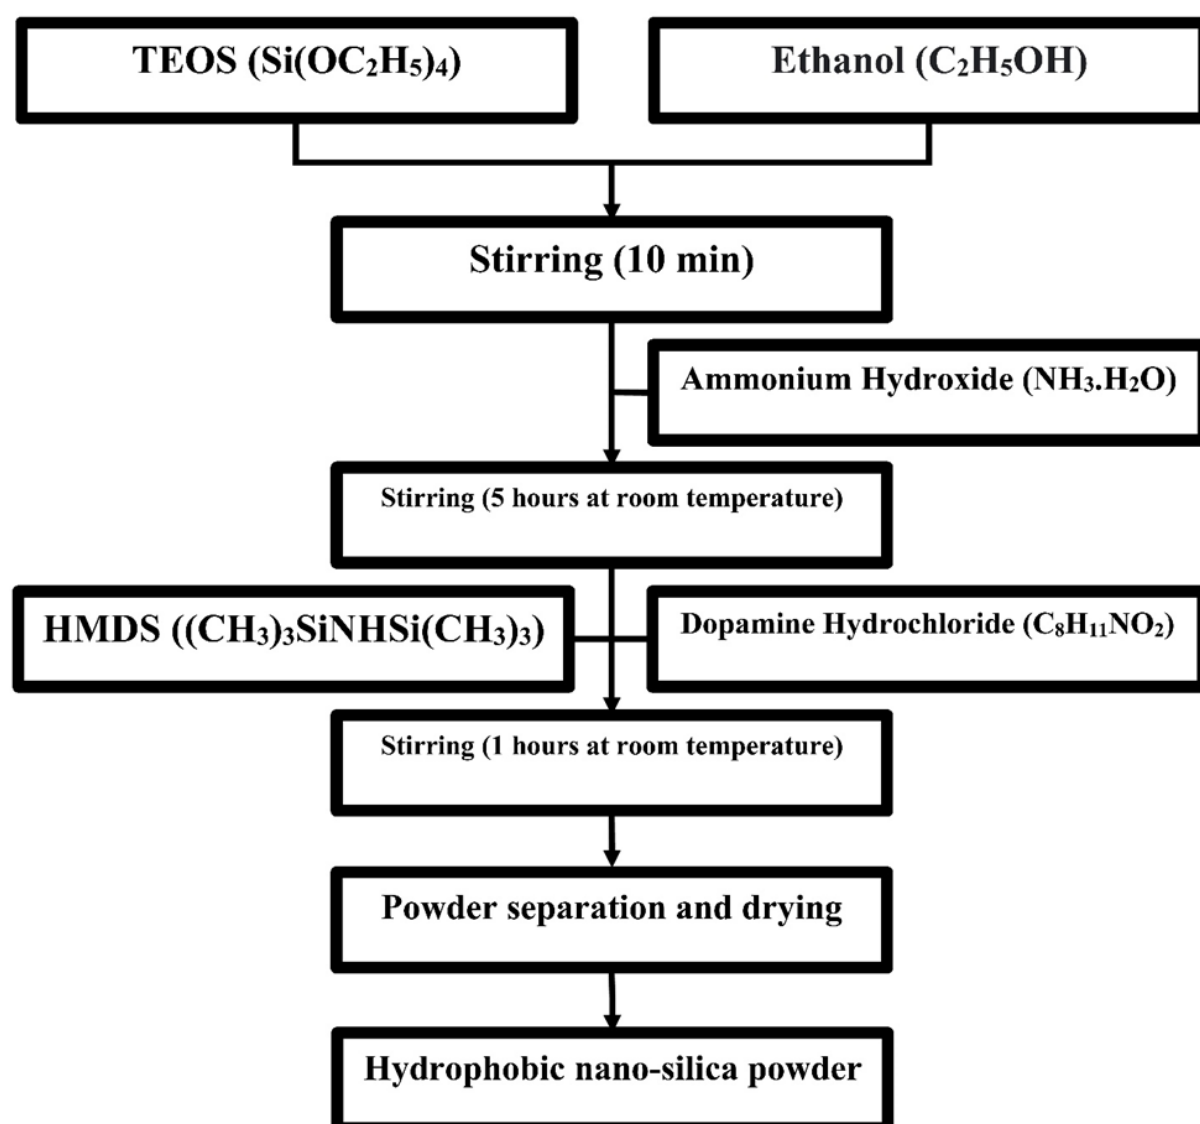 TEOS (Si(OC₂H₅)₄)
Ethanol (C₂H₅OH)
Stirring (10 min)
Ammonium Hydroxide (NH₃.H₂O)
Stirring (5 hours at room temperature)
HMDS ((CH₃)₃SiNHSi(CH₃)₃)
Dopamine Hydrochloride (C₈H₁₁NO₂)
Stirring (1 hours at room temperature)
Powder separation and drying
Hydrophobic nano-silica powder